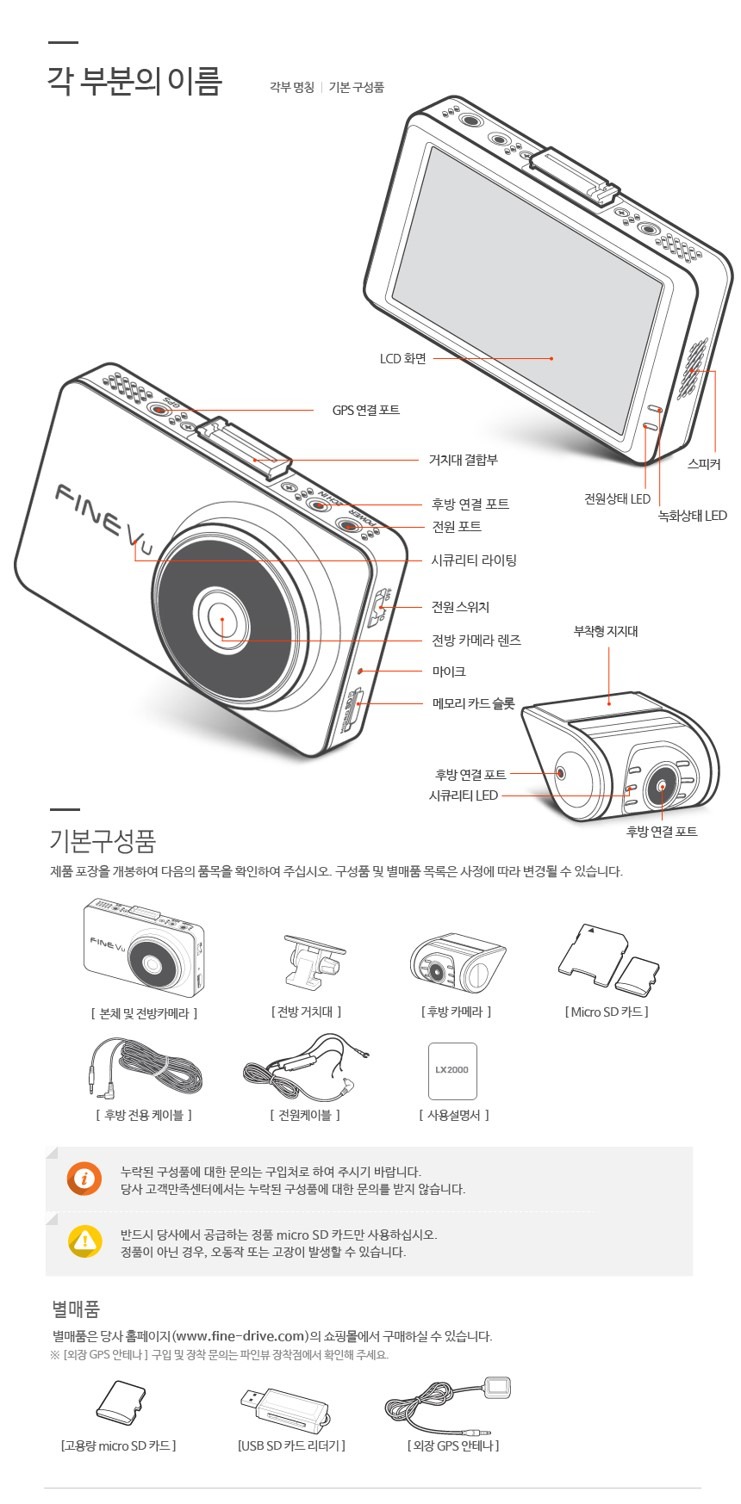 각 부분의 이름
각부 명칭 | 기본 구성품
LCD 화면
스피커
전원상태 LED
녹화상태 LED
GPS 연결 포트
거치대 결합부
후방 연결 포트
전원 포트
시큐리티 라이팅
전원 스위치
전방 카메라 렌즈
마이크
메모리 카드 슬롯
GPS
FINEVu
POWER
부착형 지지대
후방 연결 포트
시큐리티 LED
후방 연결 포트
기본구성품
제품 포장을 개봉하여 다음의 품목을 확인하여 주십시오. 구성품 및 별매품 목록은 사정에 따라 변경될 수 있습니다.
FINEVu
[ 본체 및 전방카메라 ]
[ 전방 거치대 ]
[ 후방 카메라 ]
[ Micro SD 카드 ]
LX2000
[ 후방 전용 케이블 ]
[ 전원케이블 ]
[ 사용설명서 ]
누락된 구성품에 대한 문의는 구입처로 하여 주시기 바랍니다.
당사 고객만족센터에서는 누락된 구성품에 대한 문의를 받지 않습니다.
반드시 당사에서 공급하는 정품 micro SD 카드만 사용하십시오.
정품이 아닌 경우, 오동작 또는 고장이 발생할 수 있습니다.
별매품
별매품은 당사 홈페이지(www.fine-drive.com)의 쇼핑몰에서 구매하실 수 있습니다.
※ [외장 GPS 안테나 ] 구입 및 장착 문의는 파인뷰 장착점에서 확인해 주세요.
[고용량 micro SD 카드 ]
[USB SD 카드 리더기 ]
[ 외장 GPS 안테나 ]